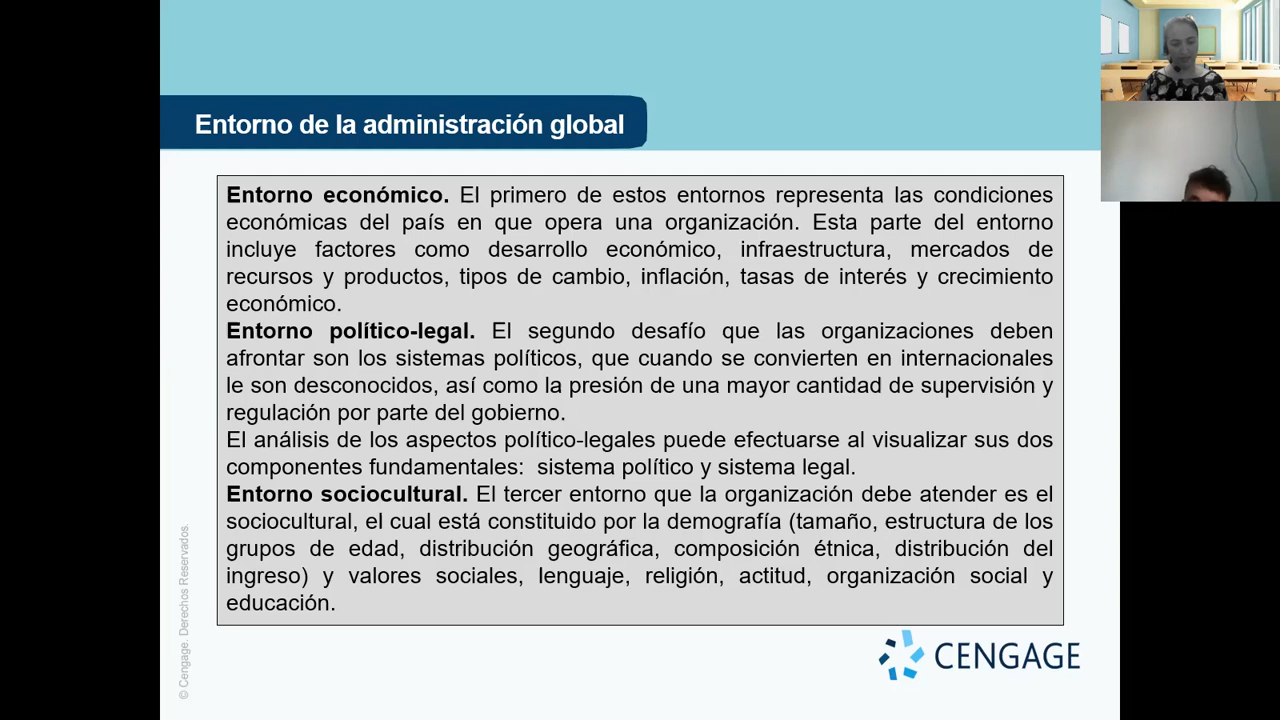 Entorno de la administración global
Entorno económico. El primero de estos entornos representa las condiciones
económicas del país en que opera una organización. Esta parte del entorno
incluye factores como desarrollo económico, infraestructura, mercados de
recursos y productos, tipos de cambio, inflación, tasas de interés y crecimiento
económico.
Entorno político-legal. El segundo desafío que las organizaciones deben
afrontar son los sistemas políticos, que cuando se convierten en internacionales
le son desconocidos, así como la presión de una mayor cantidad de supervisión y
regulación por parte del gobierno.
El análisis de los aspectos político-legales puede efectuarse al visualizar sus dos
componentes fundamentales:  sistema político y sistema legal.
Entorno sociocultural. El tercer entorno que la organización debe atender es el
sociocultural, el cual está constituido por la demografía (tamaño, estructura de los
grupos de edad, distribución geográfica, composición étnica, distribución del
ingreso) y valores sociales, lenguaje, religión, actitud, organización social y
educación.
© Cengage. Derechos Reservados.
CENGAGE